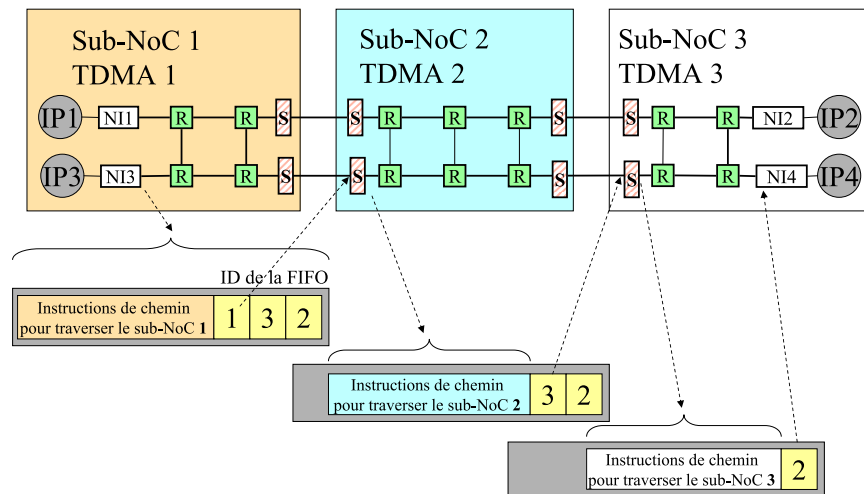 Sub-NoC 1
TDMA 1
Sub-NoC 2
TDMA 2
Sub-NoC 3
TDMA 3
IP1
NI1
R
R
S
S
R
R
R
S
S
R
R
NI2
IP2
IP3
NI3
R
R
S
S
R
R
R
S
S
R
R
NI4
IP4
ID de la FIFO
Instructions de chemin
pour traverser le sub-NoC 1
1 3 2
Instructions de chemin
pour traverser le sub-NoC 2
3 2
Instructions de chemin
pour traverser le sub-NoC 3
2